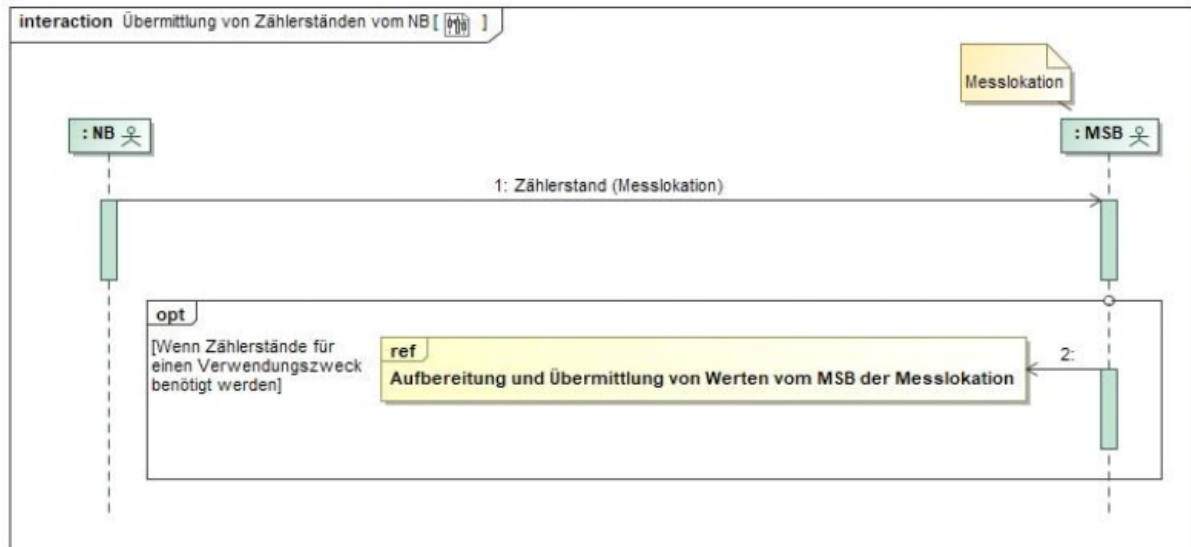 interaction Übermittlung von Zählerständen vom NB [ ]
Messlokation
: NB
: MSB
1: Zählerstand (Messlokation)
opt
[Wenn Zählerstände für
einen Verwendungszweck
benötigt werden]
ref
Aufbereitung und Übermittlung von Werten vom MSB der Messlokation
2: